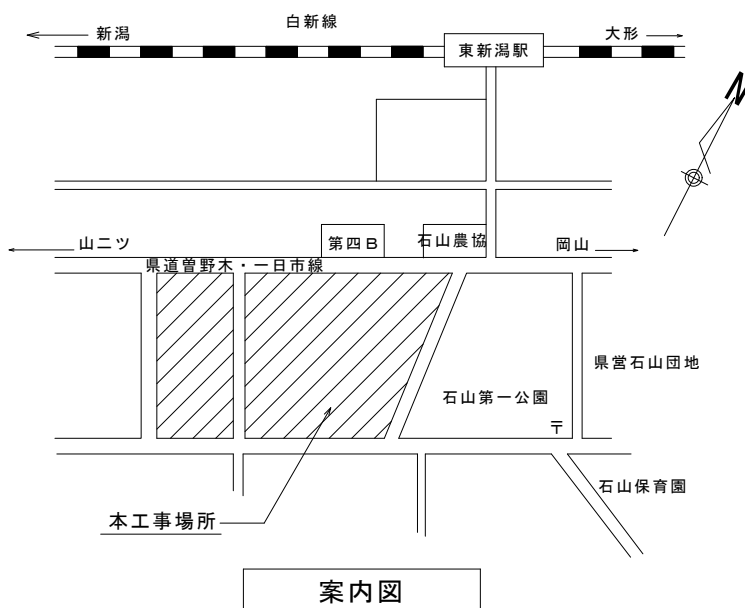 白新線
新潟
東新潟駅
大形
N
山二ツ
第四B
石山農協
岡山
県道曽野木・一日市線
県営石山団地
石山第一公園
〒
石山保育園
本工事場所
案内図